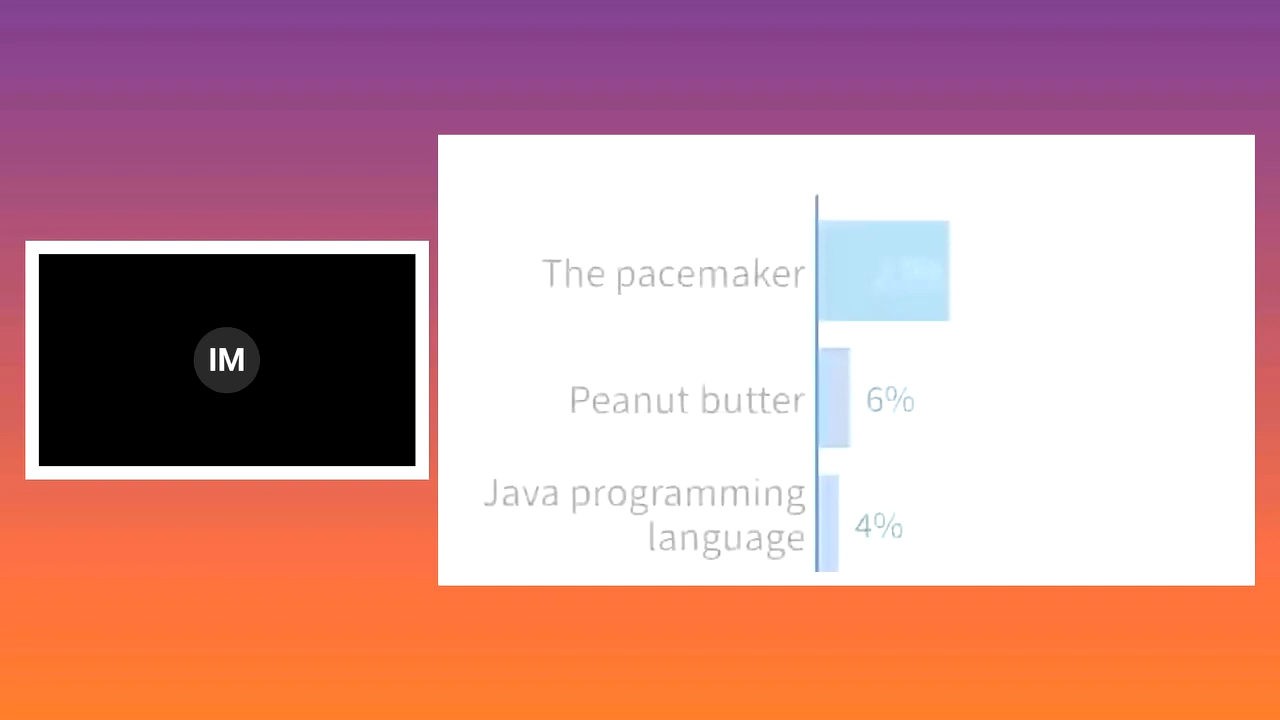 IM
The pacemaker
Peanut butter
6%
Java programming
language
4%